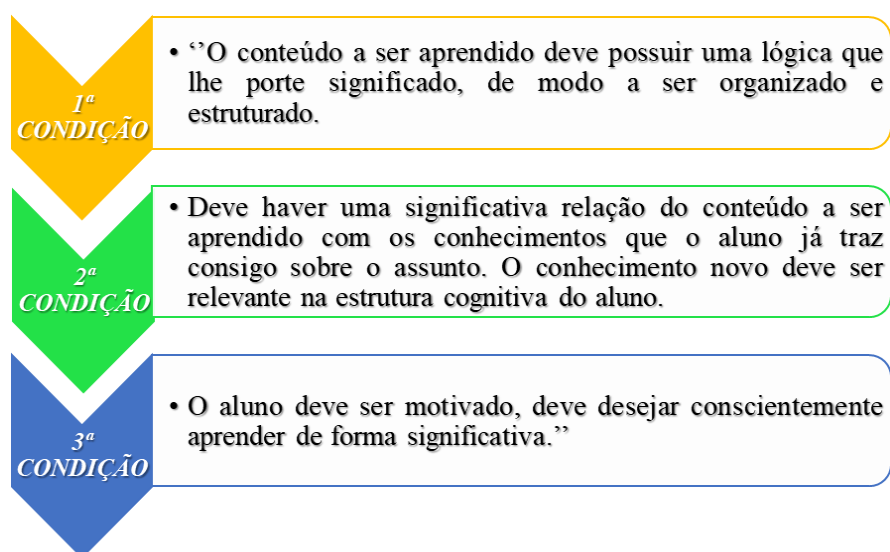 1ª
CONDIÇÃO
• ‘’O conteúdo a ser aprendido deve possuir uma lógica que
lhe porte significado, de modo a ser organizado e
estruturado.
2ª
CONDIÇÃO
• Deve haver uma significativa relação do conteúdo a ser
aprendido com os conhecimentos que o aluno já traz
consigo sobre o assunto. O conhecimento novo deve ser
relevante na estrutura cognitiva do aluno.
3ª
CONDIÇÃO
• O aluno deve ser motivado, deve desejar conscientemente
aprender de forma significativa.’’